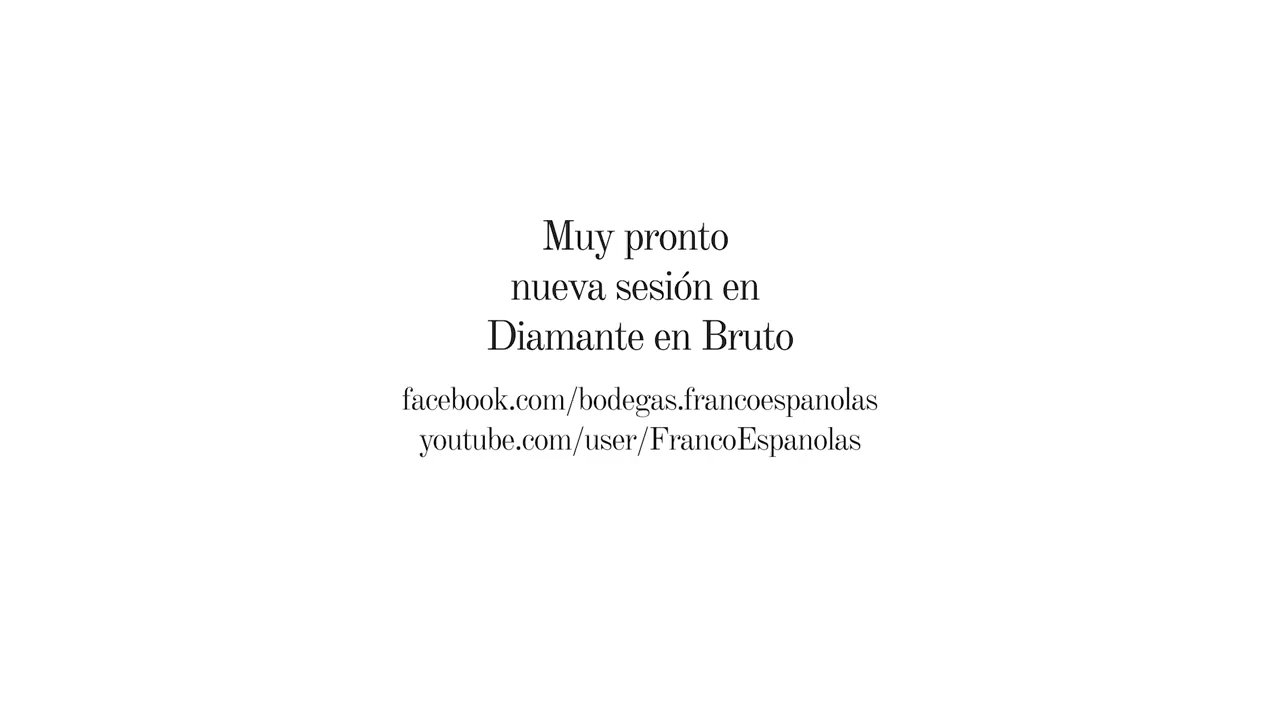 Muy pronto
nueva sesión en
Diamante en Bruto
facebook.com/bodegas.francoespanolas
youtube.com/user/FrancoEspanolas